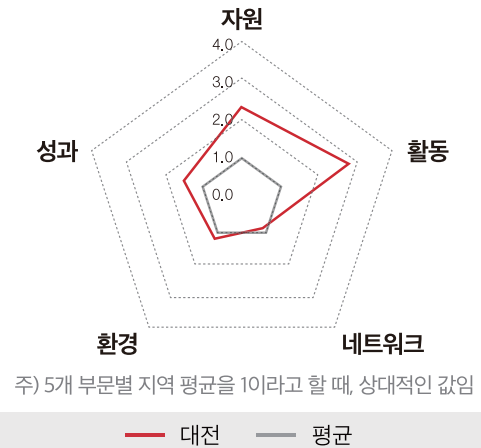 자원
4.0
3.0
2.0
1.0
0.0
성과
활동
환경
네트워크
주) 5개 부문별 지역 평균을 1이라고 할 때, 상대적인 값임
대전 평균